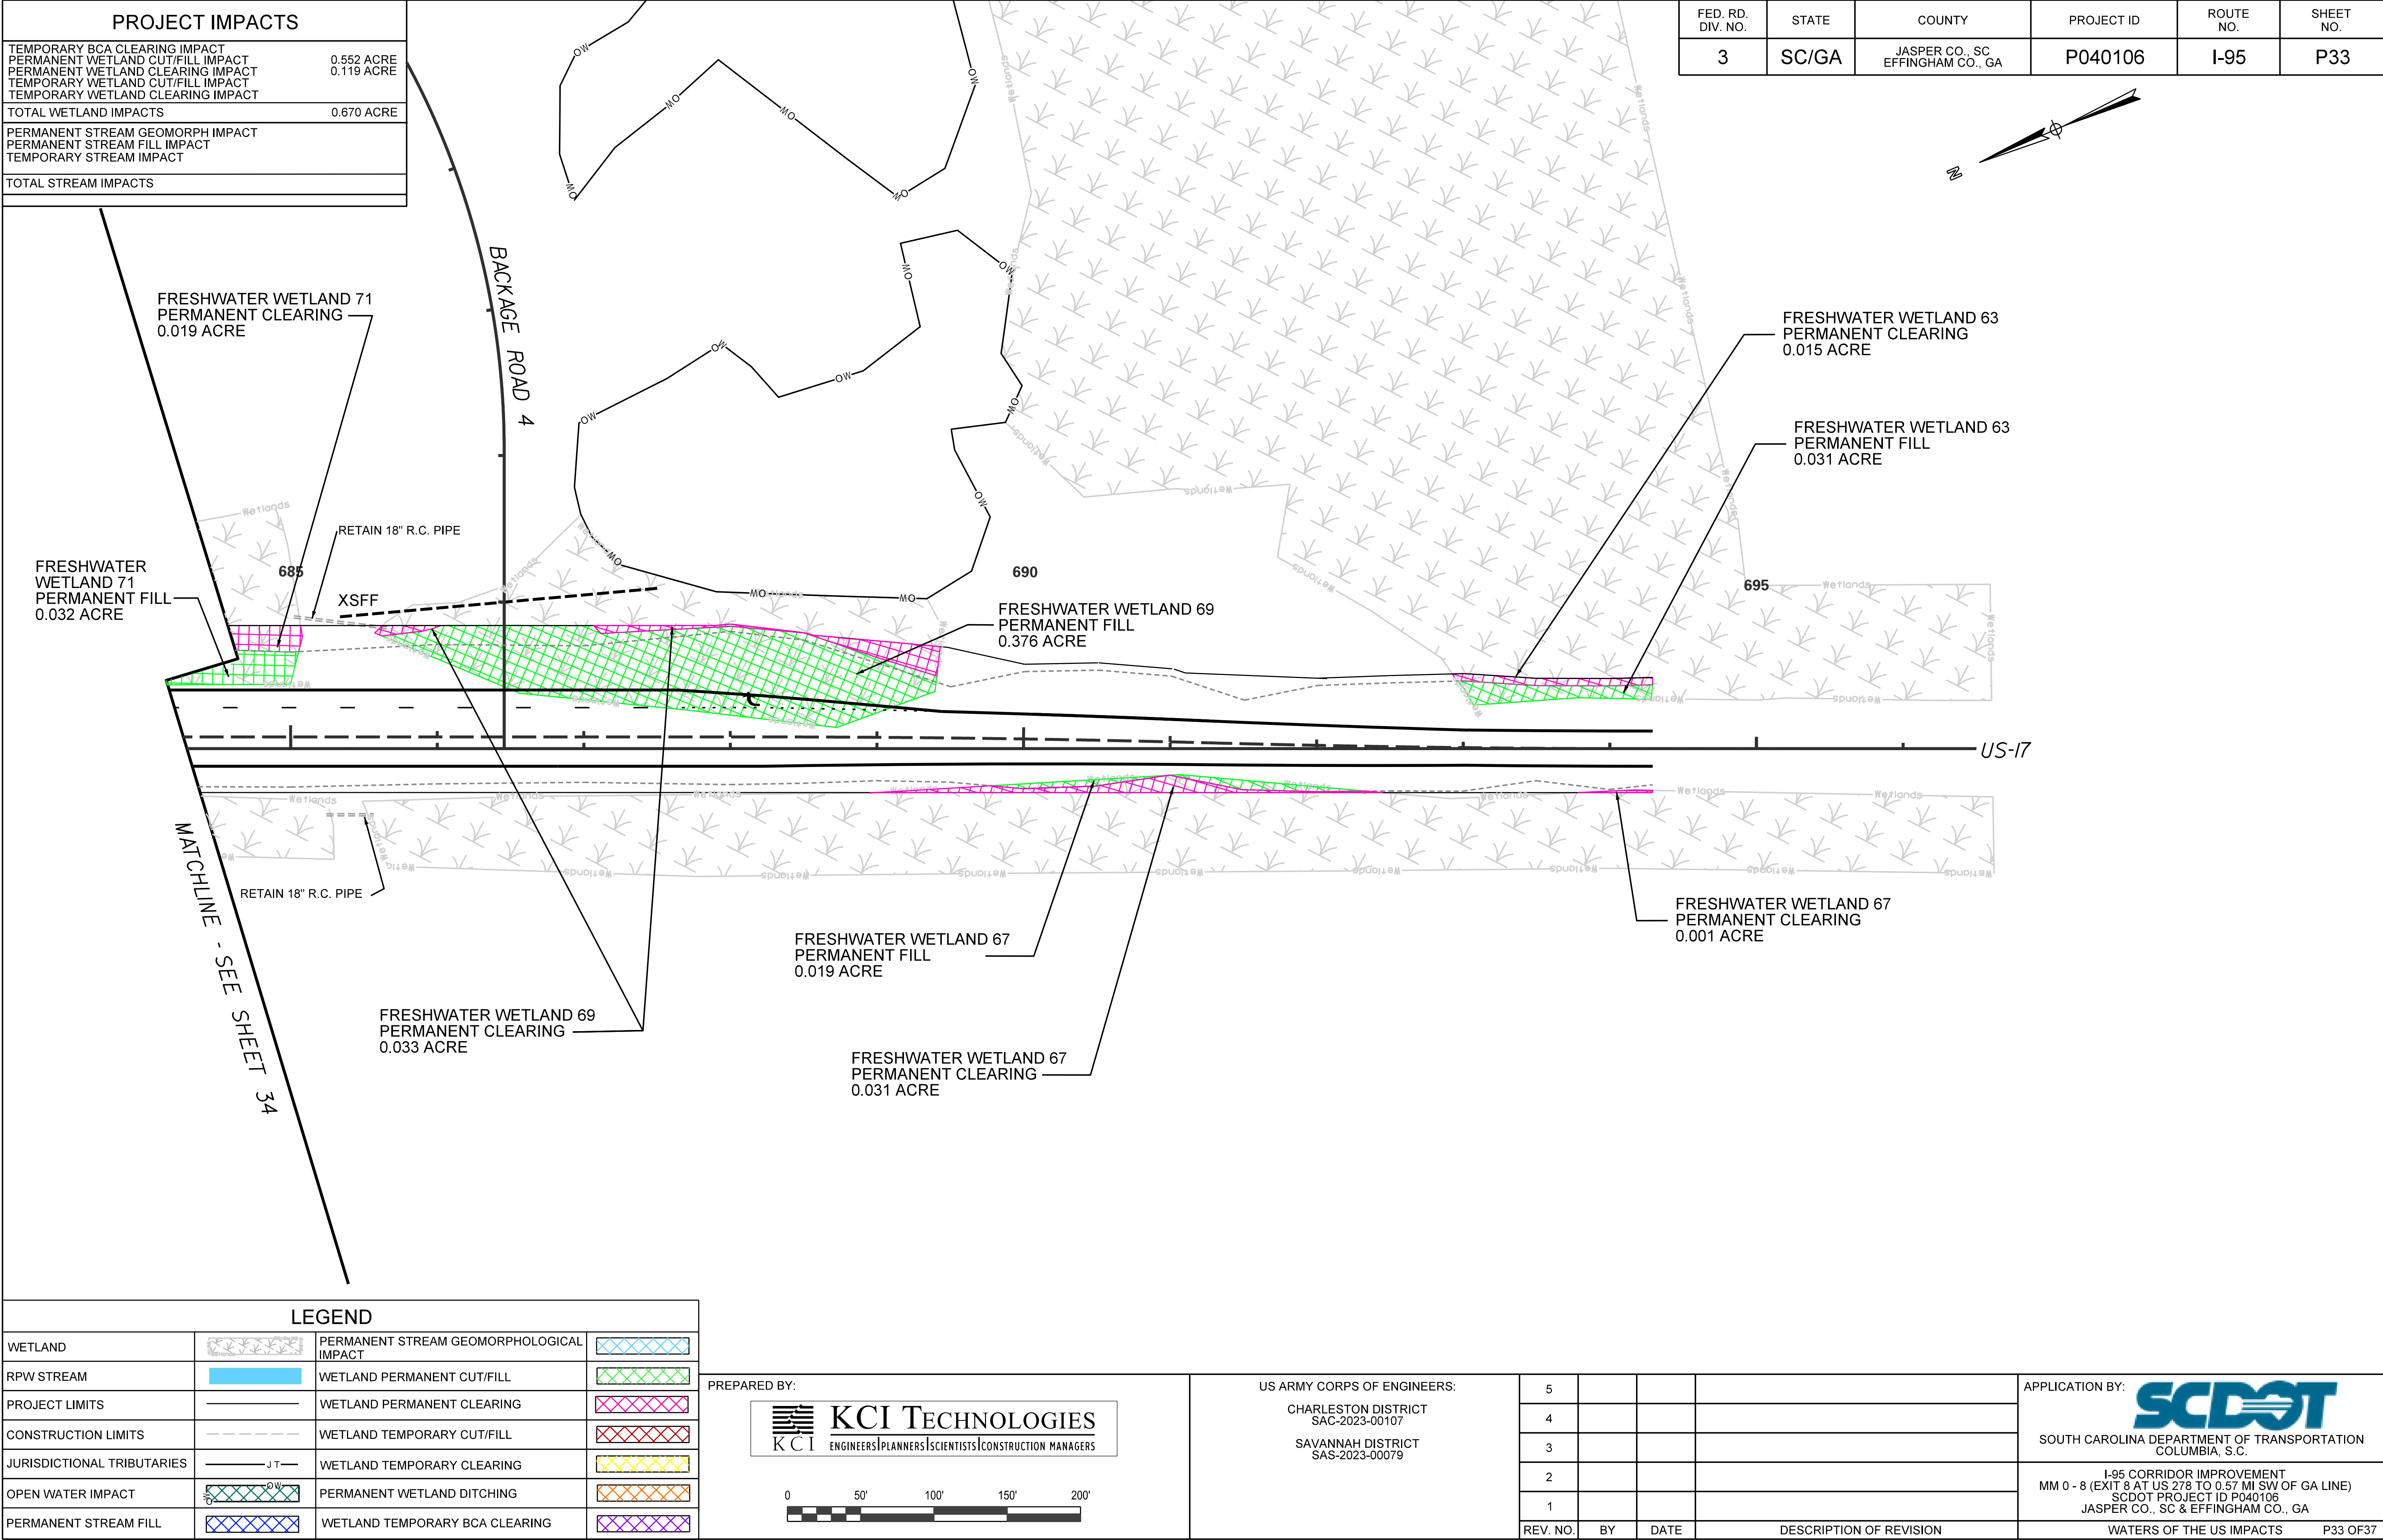 PROJECT IMPACTS
TEMPORARY BCA CLEARING IMPACT
PERMANENT WETLAND CUT/FILL IMPACT 0.552 ACRE
PERMANENT WETLAND CLEARING IMPACT 0.119 ACRE
TEMPORARY WETLAND CUT/FILL IMPACT
TEMPORARY WETLAND CLEARING IMPACT
TOTAL WETLAND IMPACTS 0.670 ACRE
PERMANENT STREAM GEOMORPH IMPACT
PERMANENT STREAM FILL IMPACT
TEMPORARY STREAM IMPACT
TOTAL STREAM IMPACTS
FED. RD. DIV. NO. STATE COUNTY PROJECT ID ROUTE NO. SHEET NO.
3 SC/GA JASPER CO., SC EFFINGHAM CO., GA P040106 I-95 P33
N
BACKAGE ROAD 4
FRESHWATER WETLAND 71
PERMANENT CLEARING
0.019 ACRE
FRESHWATER WETLAND 63
PERMANENT CLEARING
0.015 ACRE
FRESHWATER WETLAND 63
PERMANENT FILL
0.031 ACRE
RETAIN 18" R.C. PIPE
FRESHWATER
WETLAND 71
PERMANENT FILL
0.032 ACRE
685
XSFF
690
695
FRESHWATER WETLAND 69
PERMANENT FILL
0.376 ACRE
US-17
MATCHLINE - SEE SHEET 34
RETAIN 18" R.C. PIPE
FRESHWATER WETLAND 67
PERMANENT CLEARING
0.001 ACRE
FRESHWATER WETLAND 67
PERMANENT FILL
0.019 ACRE
FRESHWATER WETLAND 69
PERMANENT CLEARING
0.033 ACRE
FRESHWATER WETLAND 67
PERMANENT CLEARING
0.031 ACRE
Wetlands
OW
LEGEND
WETLAND
PERMANENT STREAM GEOMORPHOLOGICAL
IMPACT
RPW STREAM
WETLAND PERMANENT CUT/FILL
PROJECT LIMITS
WETLAND PERMANENT CLEARING
CONSTRUCTION LIMITS
WETLAND TEMPORARY CUT/FILL
JURISDICTIONAL TRIBUTARIES
JT
WETLAND TEMPORARY CLEARING
OPEN WATER IMPACT
OW
PERMANENT WETLAND DITCHING
PERMANENT STREAM FILL
WETLAND TEMPORARY BCA CLEARING
PREPARED BY:
KCI
KCI TECHNOLOGIES
ENGINEERS|PLANNERS|SCIENTISTS|CONSTRUCTION MANAGERS
0 50' 100' 150' 200'
US ARMY CORPS OF ENGINEERS:
CHARLESTON DISTRICT
SAC-2023-00107
SAVANNAH DISTRICT
SAS-2023-00079
5
4
3
2
1
REV. NO. BY DATE DESCRIPTION OF REVISION
APPLICATION BY:
SCDOT
SOUTH CAROLINA DEPARTMENT OF TRANSPORTATION
COLUMBIA, S.C.
I-95 CORRIDOR IMPROVEMENT
MM 0 - 8 (EXIT 8 AT US 278 TO 0.57 MI SW OF GA LINE)
SCDOT PROJECT ID P040106
JASPER CO., SC & EFFINGHAM CO., GA
WATERS OF THE US IMPACTS P33 OF37